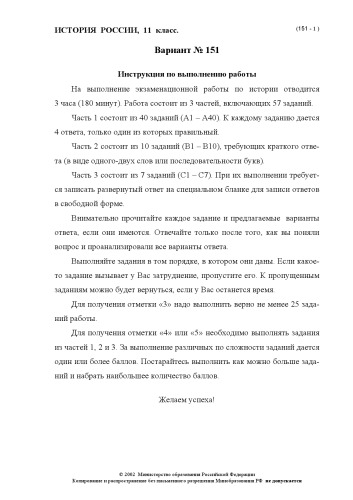 ИСТОРИЯ РОССИИ, 11 класс.
(151 - 1 )
Вариант № 151
Инструкция по выполнению работы
На выполнение экзаменационной работы по истории отводится
3 часа (180 минут). Работа состоит из 3 частей, включающих 57 заданий.
Часть 1 состоит из 40 заданий (А1 – А40). К каждому заданию дается
4 ответа, только один из которых правильный.
Часть 2 состоит из 10 заданий (В1 – В10), требующих краткого отве-
та (в виде одного-двух слов или последовательности букв).
Часть 3 состоит из 7 заданий (С1 – С7). При их выполнении требует-
ся записать развернутый ответ на специальном бланке для записи ответов
в свободной форме.
Внимательно прочитайте каждое задание и предлагаемые варианты
ответа, если они имеются. Отвечайте только после того, как вы поняли
вопрос и проанализировали все варианты ответа.
Выполняйте задания в том порядке, в котором они даны. Если какое-
то задание вызывает у Вас затруднение, пропустите его. К пропущенным
заданиям можно будет вернуться, если у Вас останется время.
Для получения отметки «3» надо выполнить верно не менее 25 зада-
ний работы.
Для получения отметки «4» или «5» необходимо выполнять задания
из частей 1, 2 и 3. За выполнение различных по сложности заданий дается
один или более баллов. Постарайтесь выполнить как можно больше зада-
ний и набрать наибольшее количество баллов.
Желаем успеха!
© 2002 Министерство образования Российской Федерации
Копирование и распространение без письменного разрешения Минобразования РФ не допускается